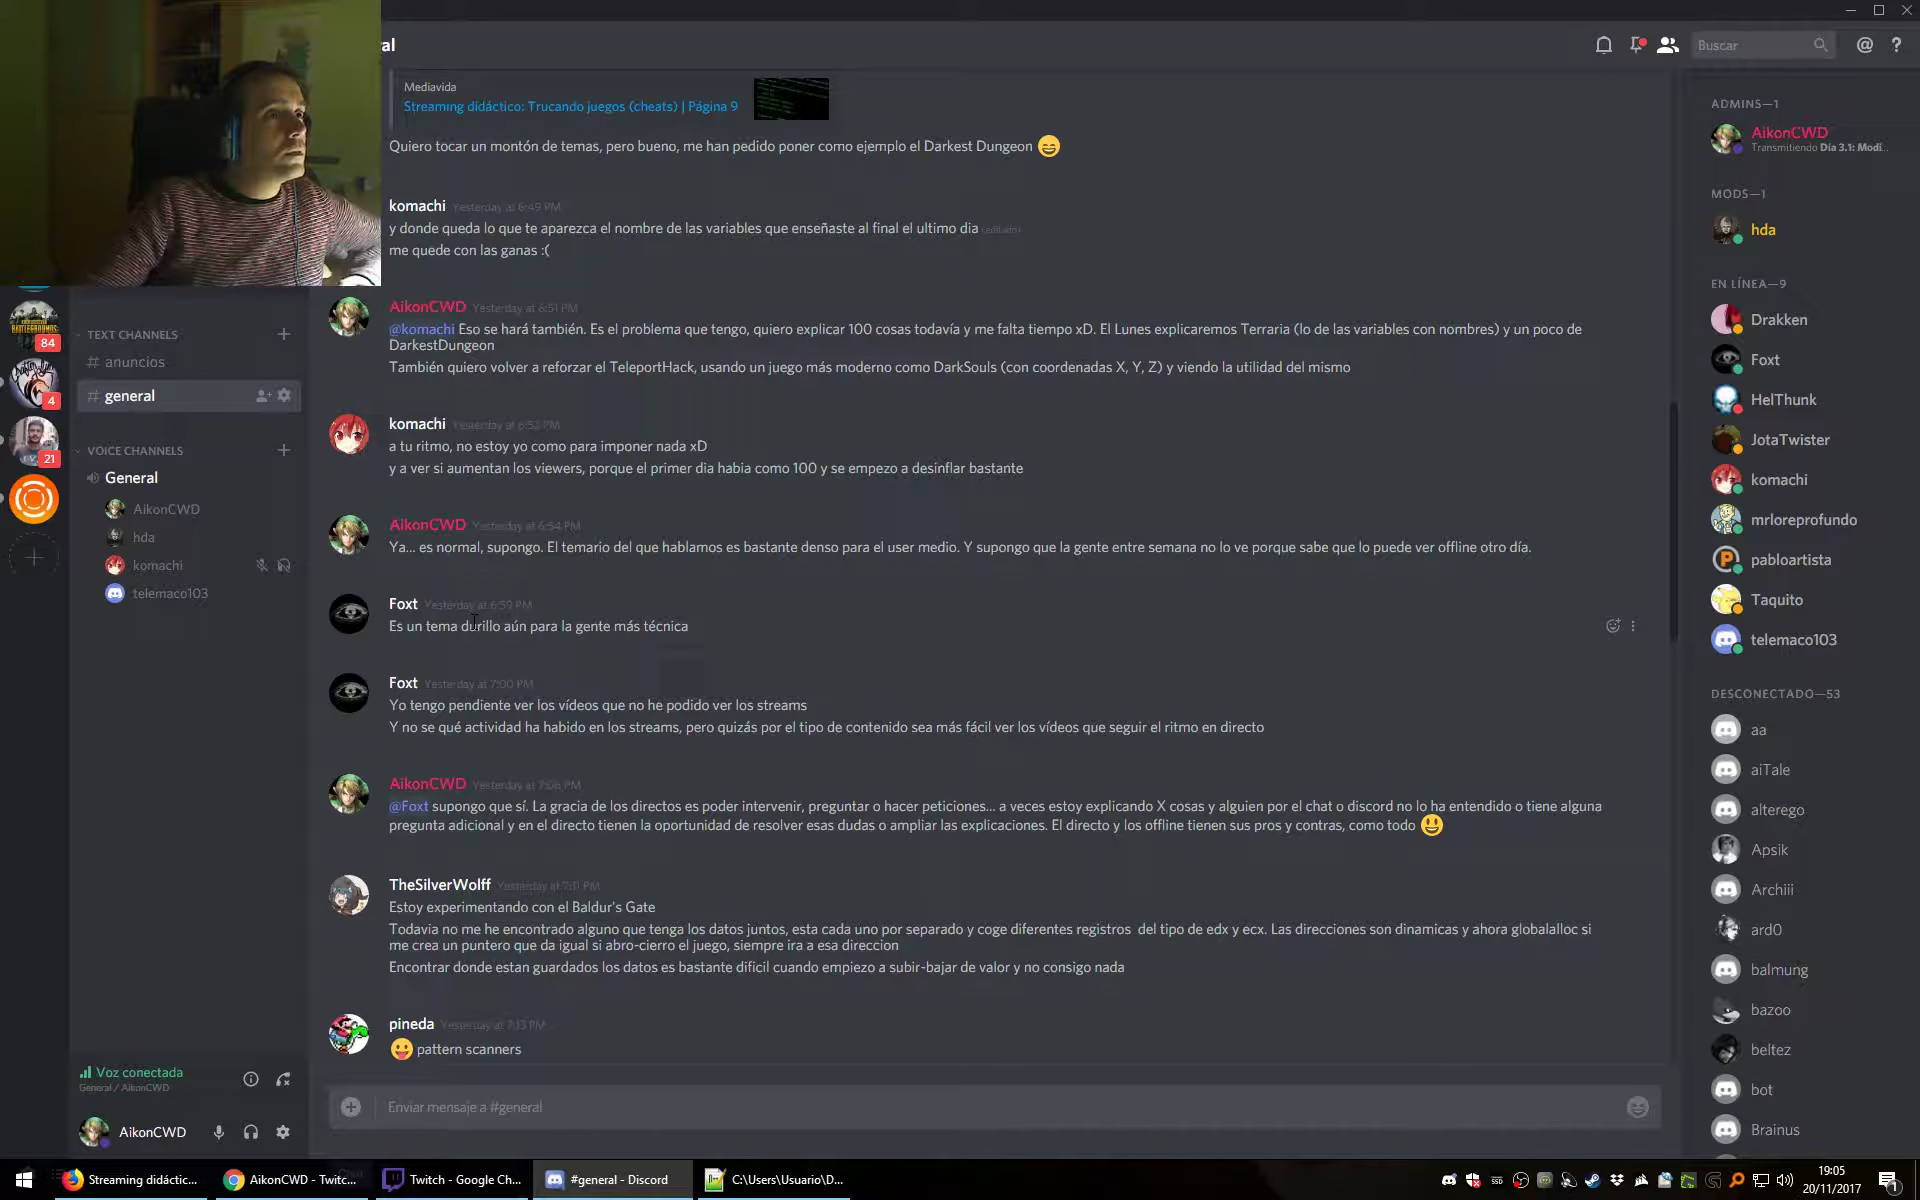 al
Buscar
Mediavida
Streaming didáctico: Trucando juegos (cheats) | Página 9
Quiero tocar un montón de temas, pero bueno, me han pedido poner como ejemplo el Darkest Dungeon
komachi Yesterday at 6:49 PM
y donde queda lo que te aparezca el nombre de las variables que enseñaste al final el ultimo dia (editado)
me quede con las ganas :(
AikonCWD Yesterday at 6:51 PM
@komachi Eso se hará también. Es el problema que tengo, quiero explicar 100 cosas todavía y me falta tiempo xD. El Lunes explicaremos Terraria (lo de las variables con nombres) y un poco de
DarkestDungeon
También quiero volver a reforzar el TeleportHack, usando un juego más moderno como DarkSouls (con coordenadas X, Y, Z) y viendo la utilidad del mismo
komachi Yesterday at 6:52 PM
a tu ritmo, no estoy yo como para imponer nada xD
y a ver si aumentan los viewers, porque el primer dia habia como 100 y se empezo a desinflar bastante
AikonCWD Yesterday at 6:54 PM
Ya... es normal, supongo. El temario del que hablamos es bastante denso para el user medio. Y supongo que la gente entre semana no lo ve porque sabe que lo puede ver offline otro día.
Foxt Yesterday at 6:59 PM
Es un tema durillo aún para la gente más técnica
Foxt Yesterday at 7:00 PM
Yo tengo pendiente ver los vídeos que no he podido ver los streams
Y no se qué actividad ha habido en los streams, pero quizás por el tipo de contenido sea más fácil ver los vídeos que seguir el ritmo en directo
AikonCWD Yesterday at 7:06 PM
@Foxt supongo que sí. La gracia de los directos es poder intervenir, preguntar o hacer peticiones... a veces estoy explicando X cosas y alguien por el chat o discord no lo ha entendido o tiene alguna
pregunta adicional y en el directo tienen la oportunidad de resolver esas dudas o ampliar las explicaciones. El directo y los offline tienen sus pros y contras, como todo
TheSilverWolff Yesterday at 7:11 PM
Estoy experimentando con el Baldur's Gate
Todavia no me he encontrado alguno que tenga los datos juntos, esta cada uno por separado y coge diferentes registros del tipo de edx y ecx. Las direcciones son dinamicas y ahora globalalloc si
me crea un puntero que da igual si abro-cierro el juego, siempre ira a esa direccion
Encontrar donde estan guardados los datos es bastante dificil cuando empiezo a subir-bajar de valor y no consigo nada
pineda Yesterday at 7:13 PM
pattern scanners
Enviar mensaje a #general
84
4
21
TEXT CHANNELS
# anuncios
# general
VOICE CHANNELS
General
AikonCWD
hda
komachi
telemaco103
Voz conectada
General / AikonCWD
AikonCWD
ADMINS—1
AikonCWD
Transmitiendo Día 3.1: Modi...
MODS—1
hda
EN LÍNEA—9
Drakken
Foxt
HelThunk
JotaTwister
komachi
mrloreprofundo
pabloartista
Taquito
telemaco103
DESCONECTADO—53
aa
aiTale
alterego
Apsik
Archiii
ard0
balmung
bazoo
beltez
bot
Brainus
Streaming didáctic...
AikonCWD - Twitc...
Twitch - Google Ch...
#general - Discord
C:\Users\Usuario\D...
19:05
20/11/2017
1